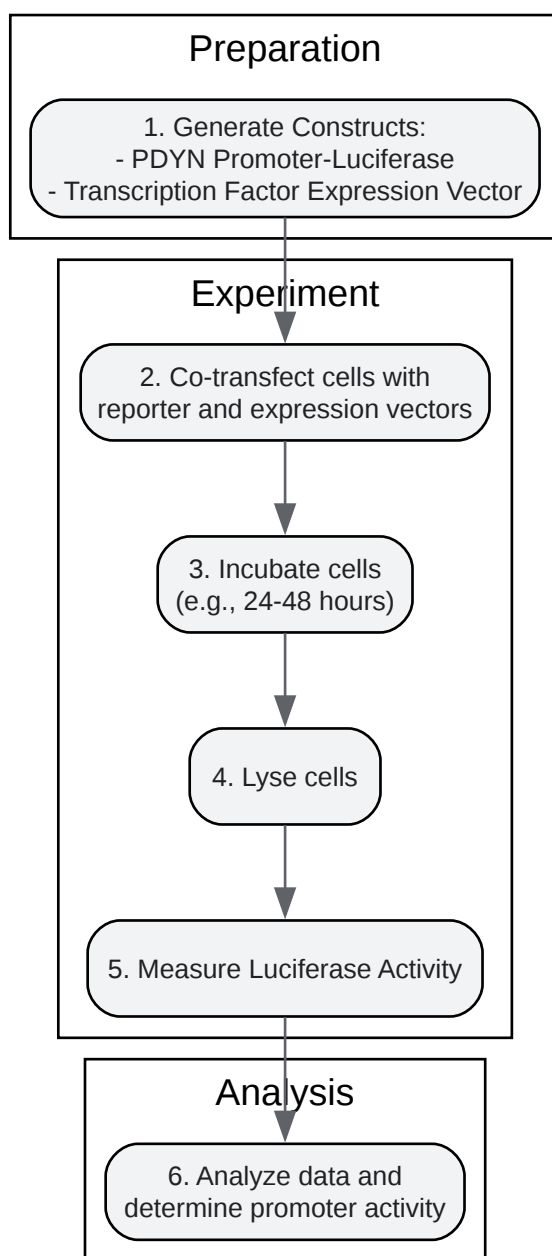 Preparation
1. Generate Constructs:
- PDYN Promoter-Luciferase
- Transcription Factor Expression Vector
Experiment
2. Co-transfect cells with
reporter and expression vectors
3. Incubate cells
(e.g., 24-48 hours)
4. Lyse cells
5. Measure Luciferase Activity
Analysis
6. Analyze data and
determine promoter activity